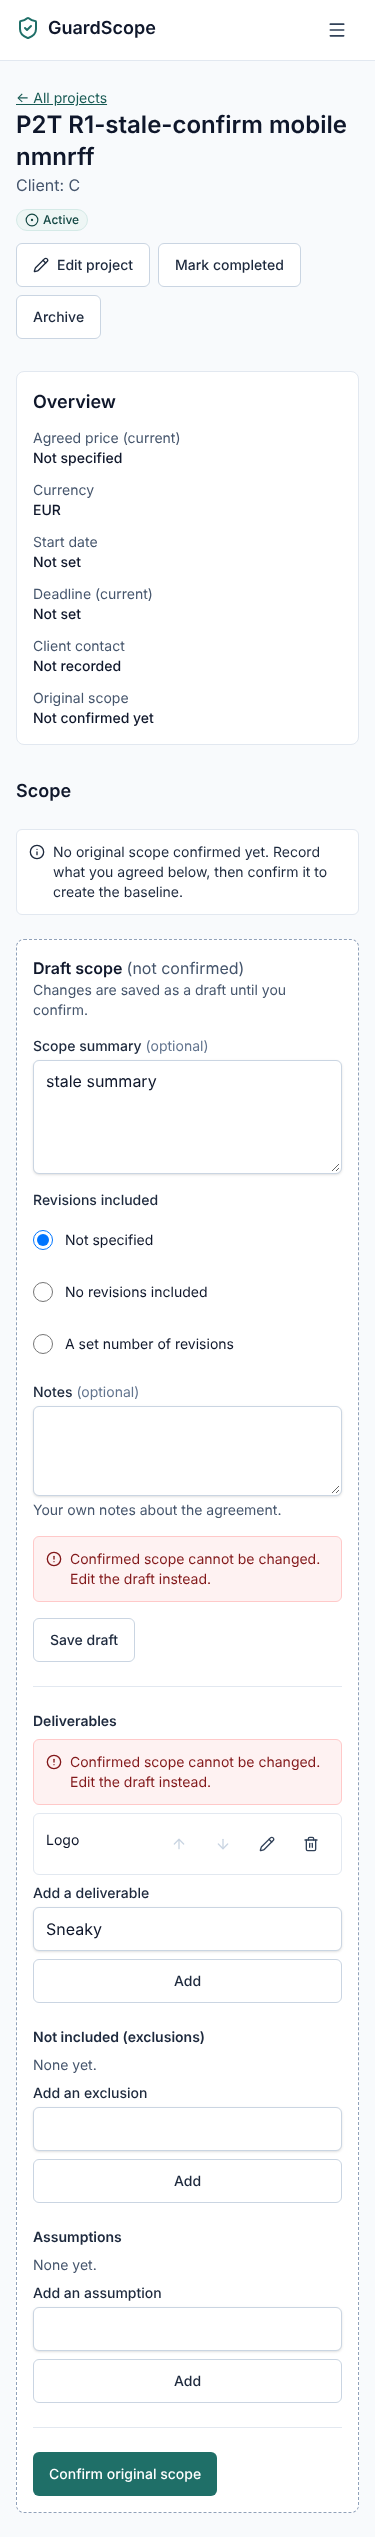 GuardScope
← All projects
P2T R1-stale-confirm mobile
nmnrff
Client: C
Active
Edit project
Mark completed
Archive
Overview
Agreed price (current)
Not specified
Currency
EUR
Start date
Not set
Deadline (current)
Not set
Client contact
Not recorded
Original scope
Not confirmed yet
Scope
No original scope confirmed yet. Record
what you agreed below, then confirm it to
create the baseline.
Draft scope (not confirmed)
Changes are saved as a draft until you
confirm.
Scope summary (optional)
stale summary
Revisions included
Not specified
No revisions included
A set number of revisions
Notes (optional)
Your own notes about the agreement.
Confirmed scope cannot be changed.
Edit the draft instead.
Save draft
Deliverables
Confirmed scope cannot be changed.
Edit the draft instead.
Logo
Add a deliverable
Sneaky
Add
Not included (exclusions)
None yet.
Add an exclusion
Add
Assumptions
None yet.
Add an assumption
Add
Confirm original scope